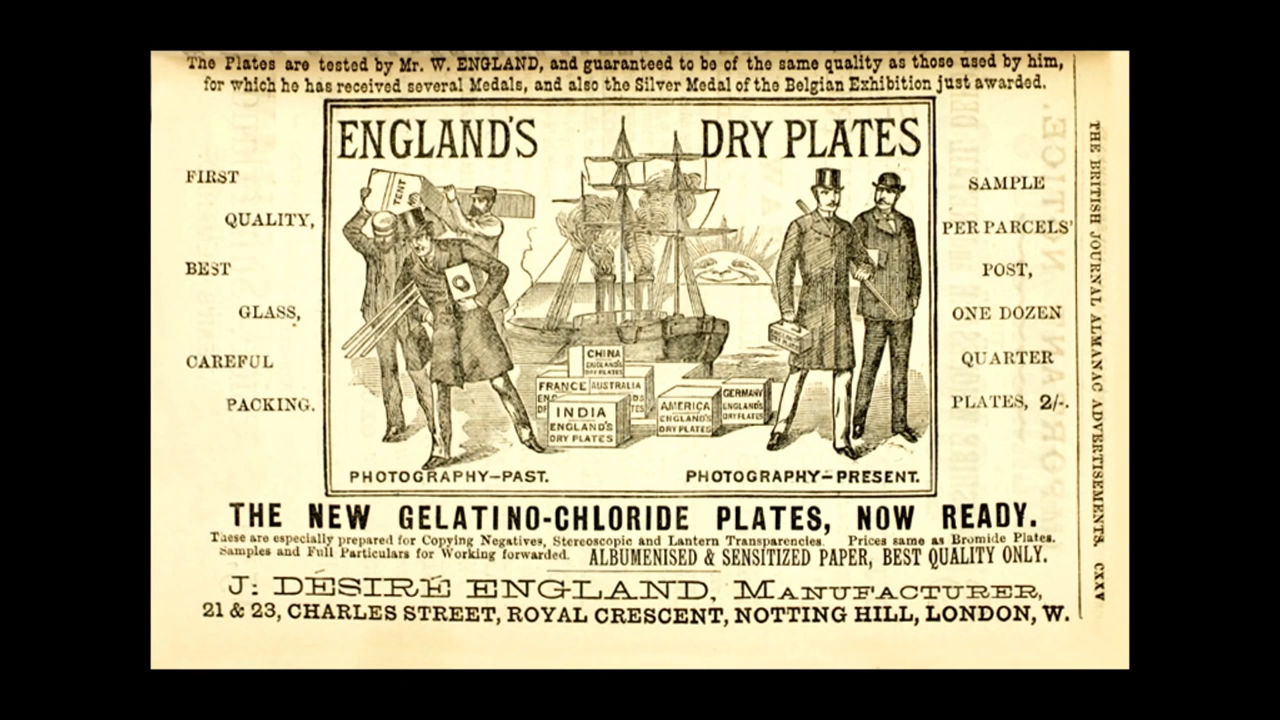 The Plates are tested by Mr. W. ENGLAND, and guaranteed to be of the same quality as those used by him,
for which he has received several Medals, and also the Silver Medal of the Belgian Exhibition just awarded.
ENGLAND'S DRY PLATES
FIRST
QUALITY,
BEST
GLASS,
CAREFUL
PACKING.
TENT
CHINA
ENGLAND'S
DRY PLATES
FRANCE
AUSTRALIA
INDIA
ENGLAND'S
DRY PLATES
AMERICA
ENGLAND'S
DRY PLATES
GERMANY
ENGLAND'S
DRY PLATES
PHOTOGRAPHY—PAST.
PHOTOGRAPHY—PRESENT.
SAMPLE
PER PARCELS'
POST,
ONE DOZEN
QUARTER
PLATES, 2/-.
THE BRITISH JOURNAL ALMANAC ADVERTISEMENTS. CXXV
THE NEW GELATINO-CHLORIDE PLATES, NOW READY.
These are especially prepared for Copying Negatives, Stereoscopic and Lantern Transparencies. Prices same as Bromide Plates.
Samples and Full Particulars for Working forwarded. ALBUMENISED & SENSITIZED PAPER, BEST QUALITY ONLY.
J. DÉSIRÉ ENGLAND, MANUFACTURER,
21 & 23, CHARLES STREET, ROYAL CRESCENT, NOTTING HILL, LONDON, W.